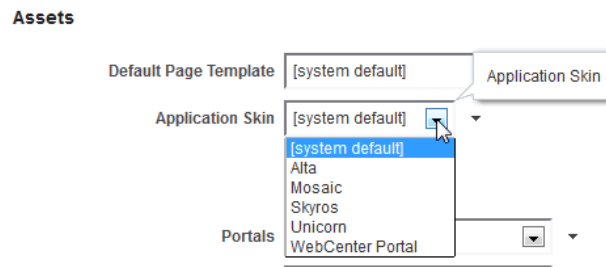 Assets
Default Page Template [system default]
Application Skin
Application Skin [system default]
[system default]
Alta
Mosaic
Skyros
Unicorn
Portals
WebCenter Portal